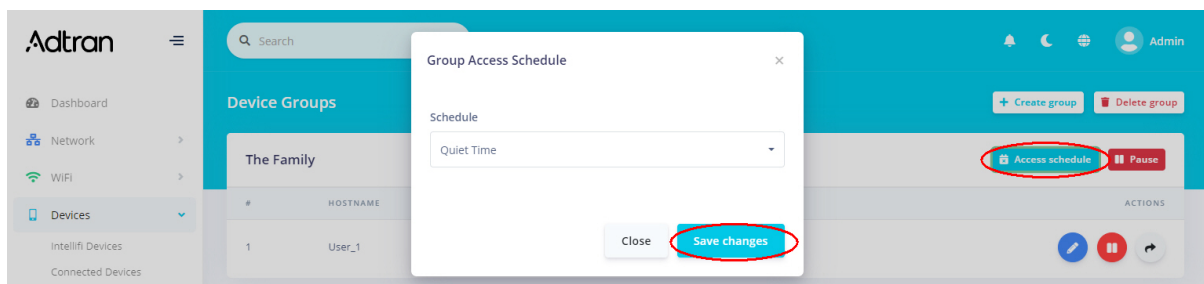 Adtran
Search
Admin
Group Access Schedule
Dashboard
Device Groups
Create group
Delete group
Schedule
Network
Quiet Time
The Family
Access schedule
Pause
WiFi
# HOSTNAME
ACTIONS
Devices
Intellifi Devices
1 User_1
Close
Save changes
Connected Devices